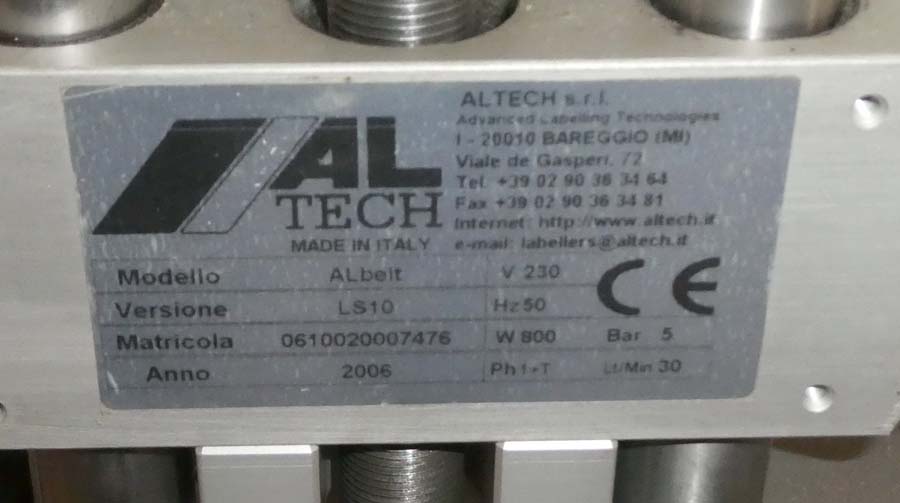 ALTECH s.r.l.
Advanced Labelling Technologies
I - 20010 BAREGGIO (MI)
Viale de Gasperi, 72
Tel. +39 02 90 36 34 64
Fax +39 02 90 36 34 81
Internet: http://www.altech.it
e-mail: labellers@altech.it
AL
TECH
MADE IN ITALY
Modello ALbelt V 230
Versione LS10 Hz 50
CE
Matricola 0610020007476 W 800 Bar 5
Anno 2006 Ph 1+T Lt/Min 30